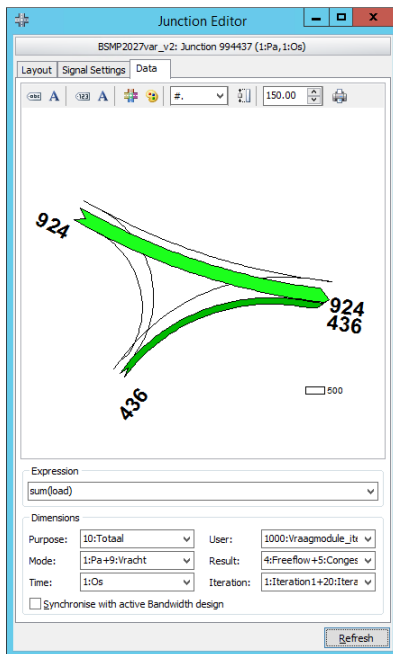 Junction Editor
BSMP2027var_v2: Junction 994437 (1:Pa,1:Os)
Layout Signal Settings Data
abc A 123 A #. 150.00
924
924
436
436
500
Expression
sum(load)
Dimensions
Purpose: 10:Totaal User: 1000:Vraagmodule_ite
Mode: 1:Pa+9:Vracht Result: 4:Freeflow+5:Conges
Time: 1:Os Iteration: 1:Iteration1+20:Itera
Synchronise with active Bandwidth design
Refresh